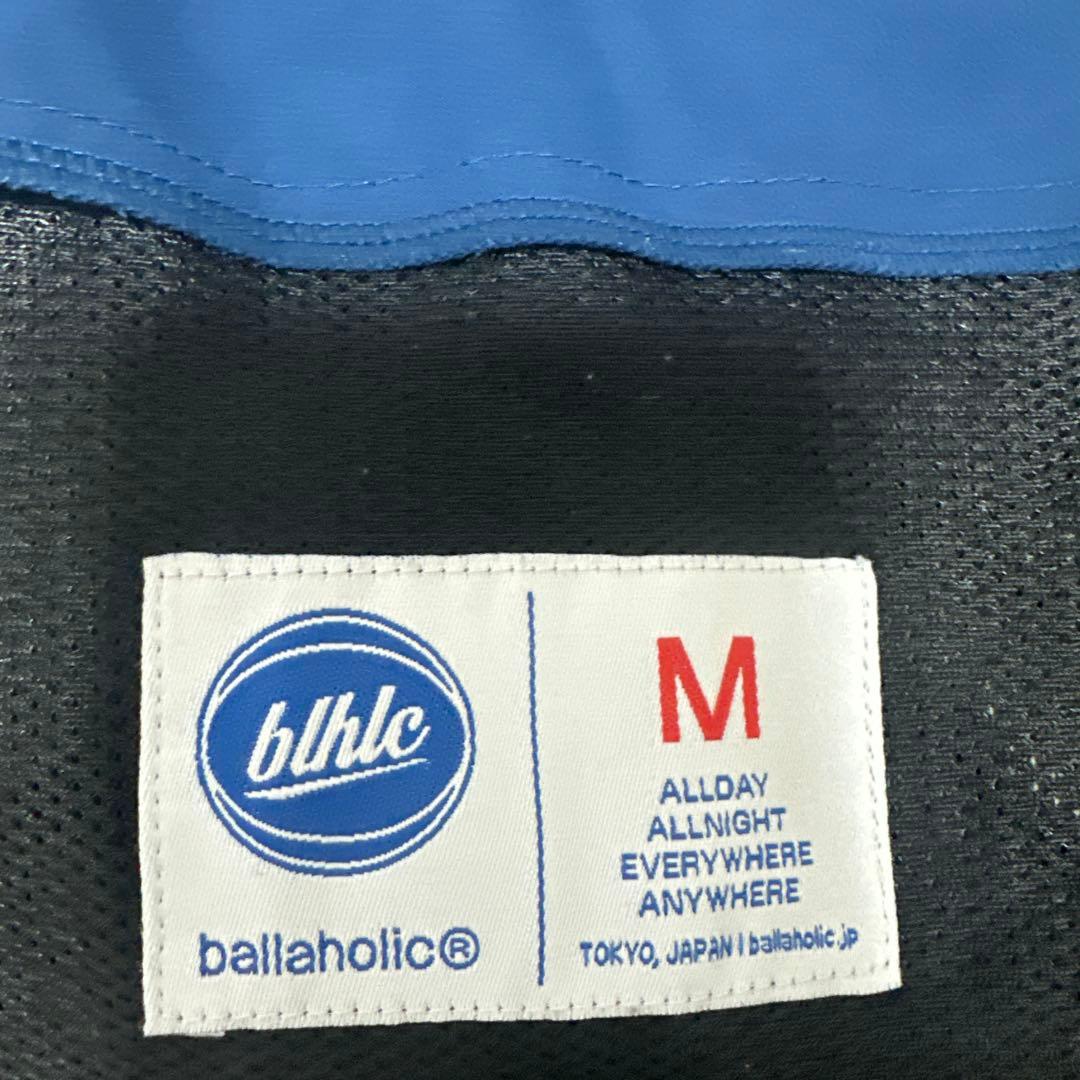 blhlc
ballaholic®
M
ALLDAY
ALLNIGHT
EVERYWHERE
ANYWHERE
TOKYO, JAPAN | ballaholic.jp